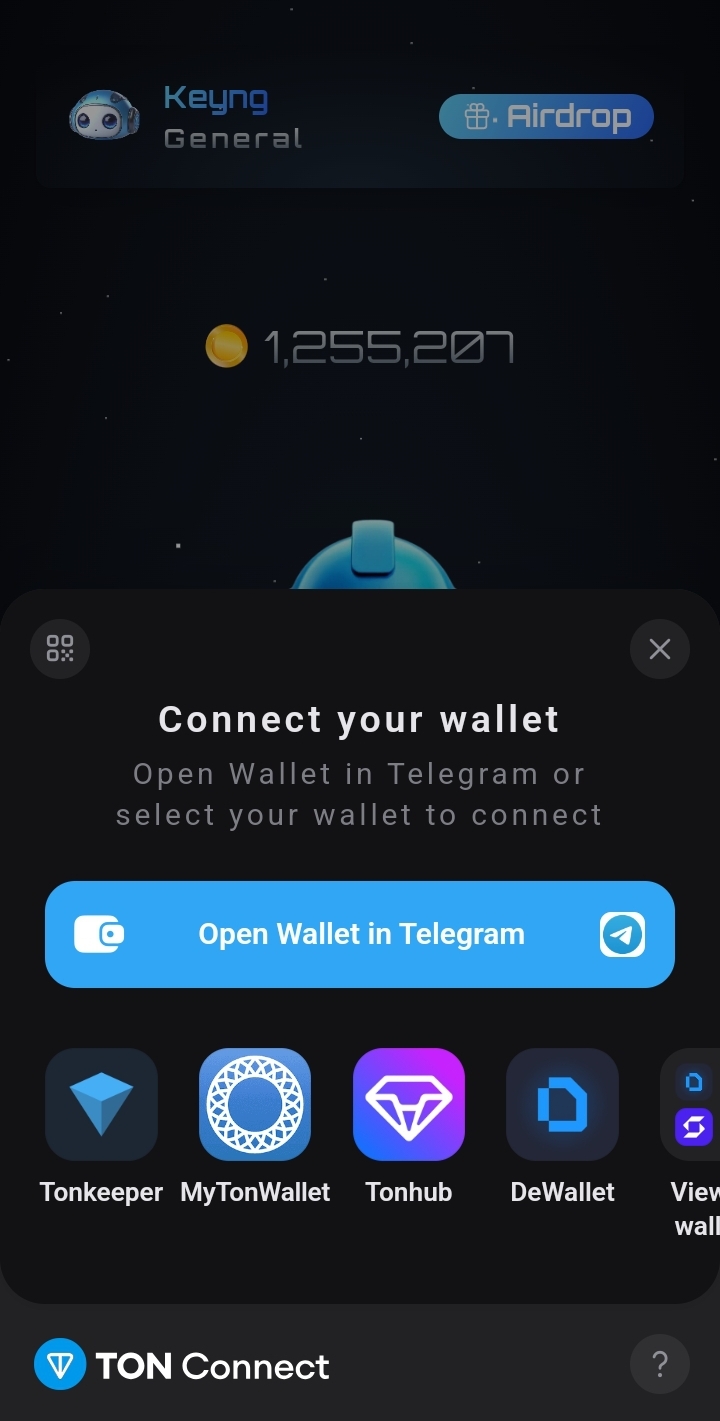 Keyng
General
Airdrop
1,255,207
Connect your wallet
Open Wallet in Telegram or
select your wallet to connect
Open Wallet in Telegram
Tonkeeper
MyTonWallet
Tonhub
DeWallet
View
wall
TON Connect
?